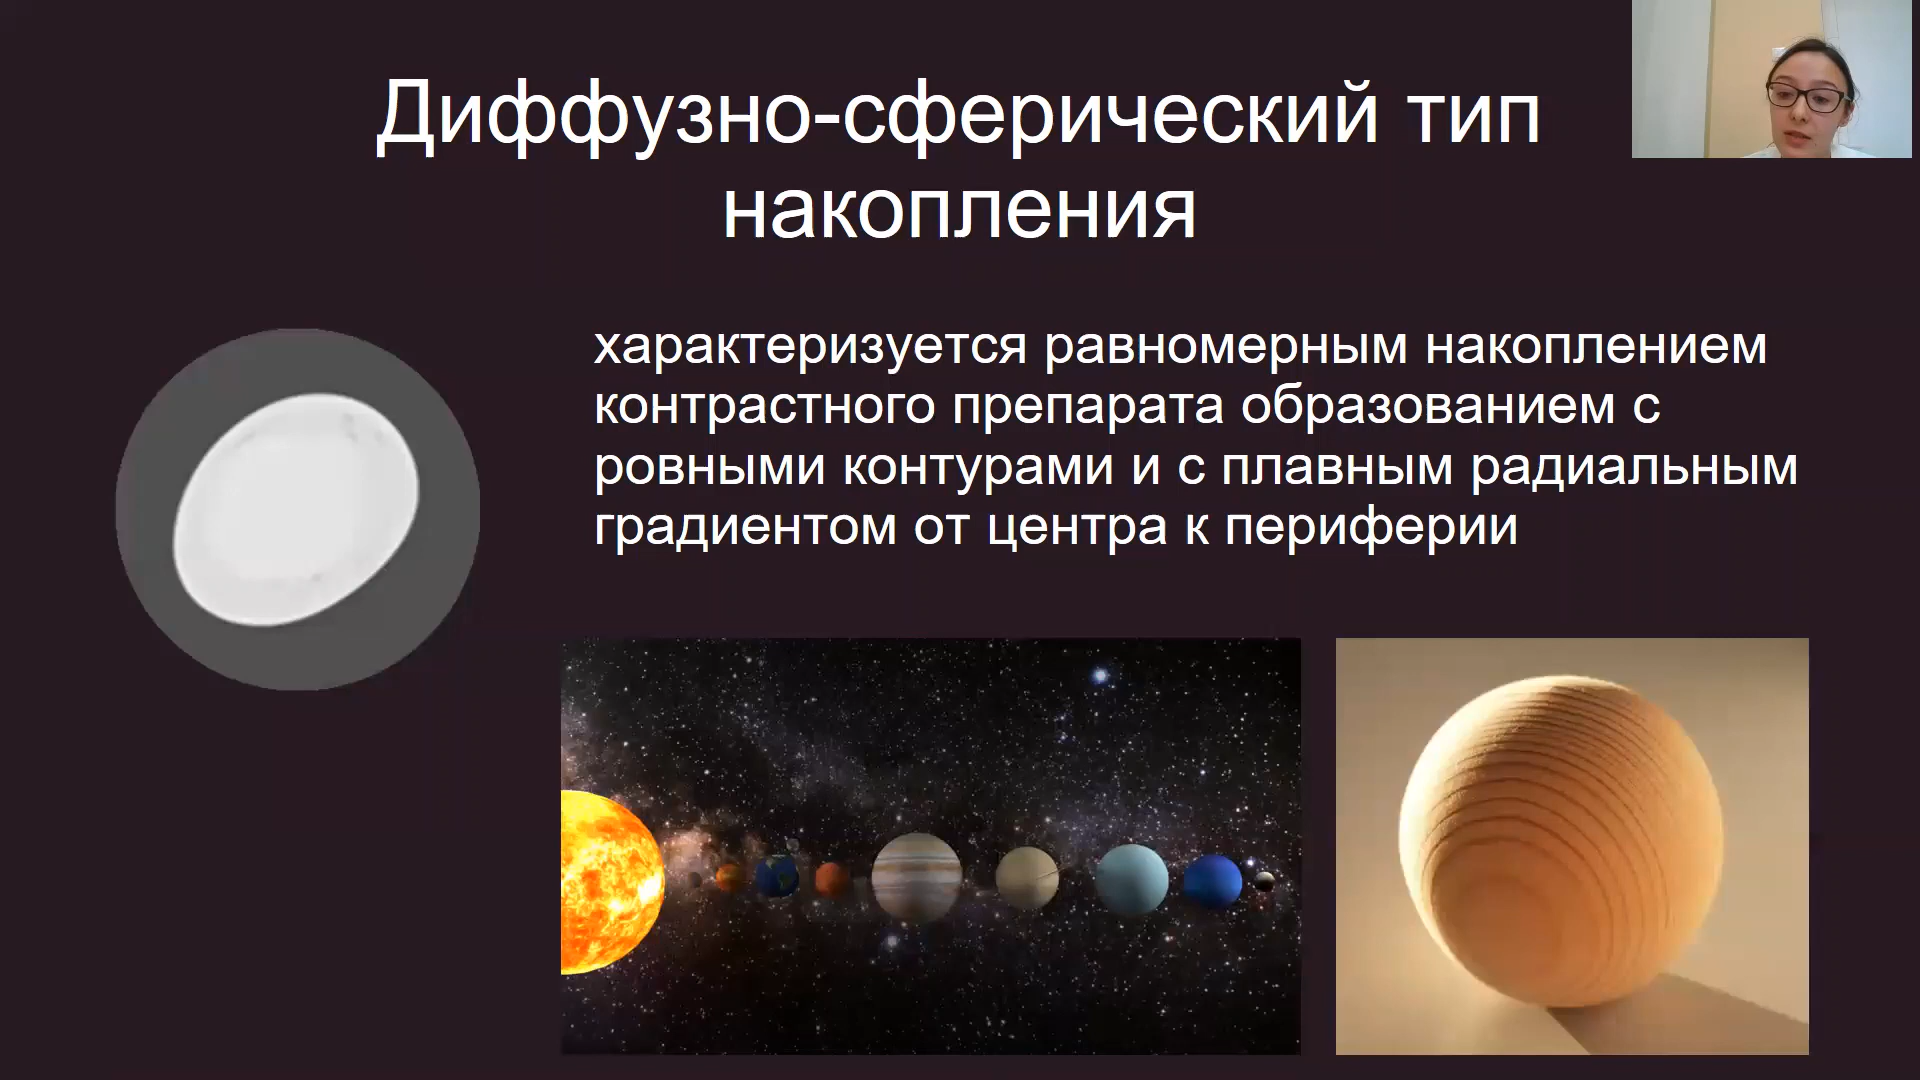 Диффузно-сферический тип
накопления
характеризуется равномерным накоплением
контрастного препарата образованием с
ровными контурами и с плавным радиальным
градиентом от центра к периферии